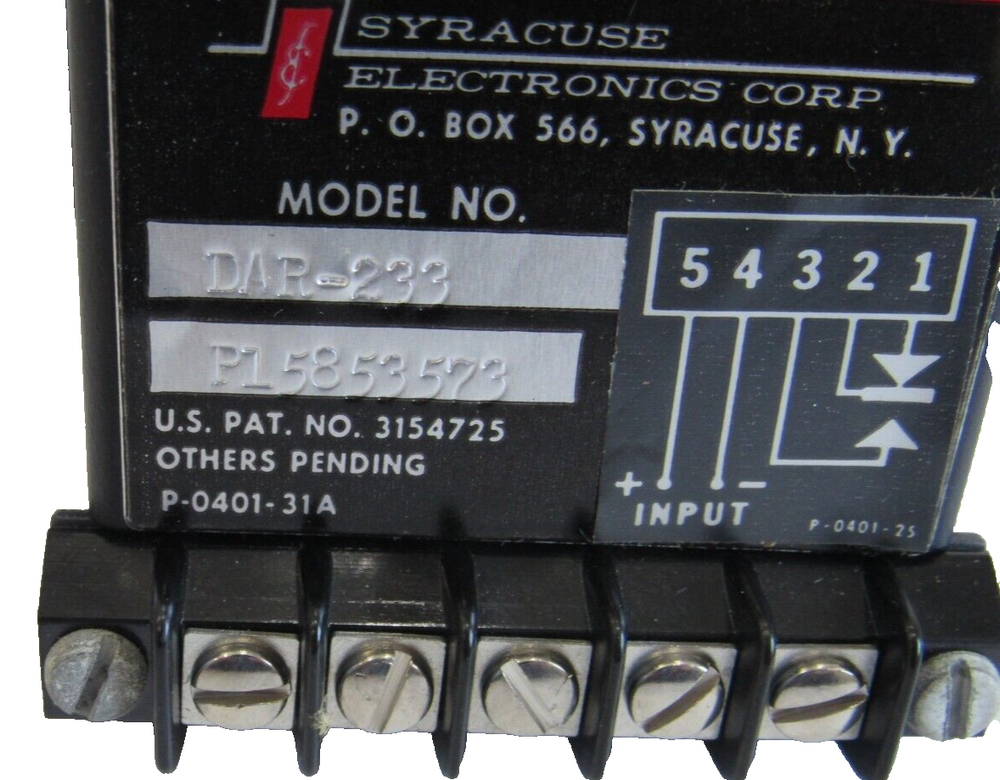 SYRACUSE
ELECTRONICS CORP
P. O. BOX 566, SYRACUSE, N. Y.
MODEL NO.
DAR-233
P15853573
U.S. PAT. NO. 3154725
OTHERS PENDING
P-0401-31A
5 4 3 2 1
+ −
INPUT
P-0401-25